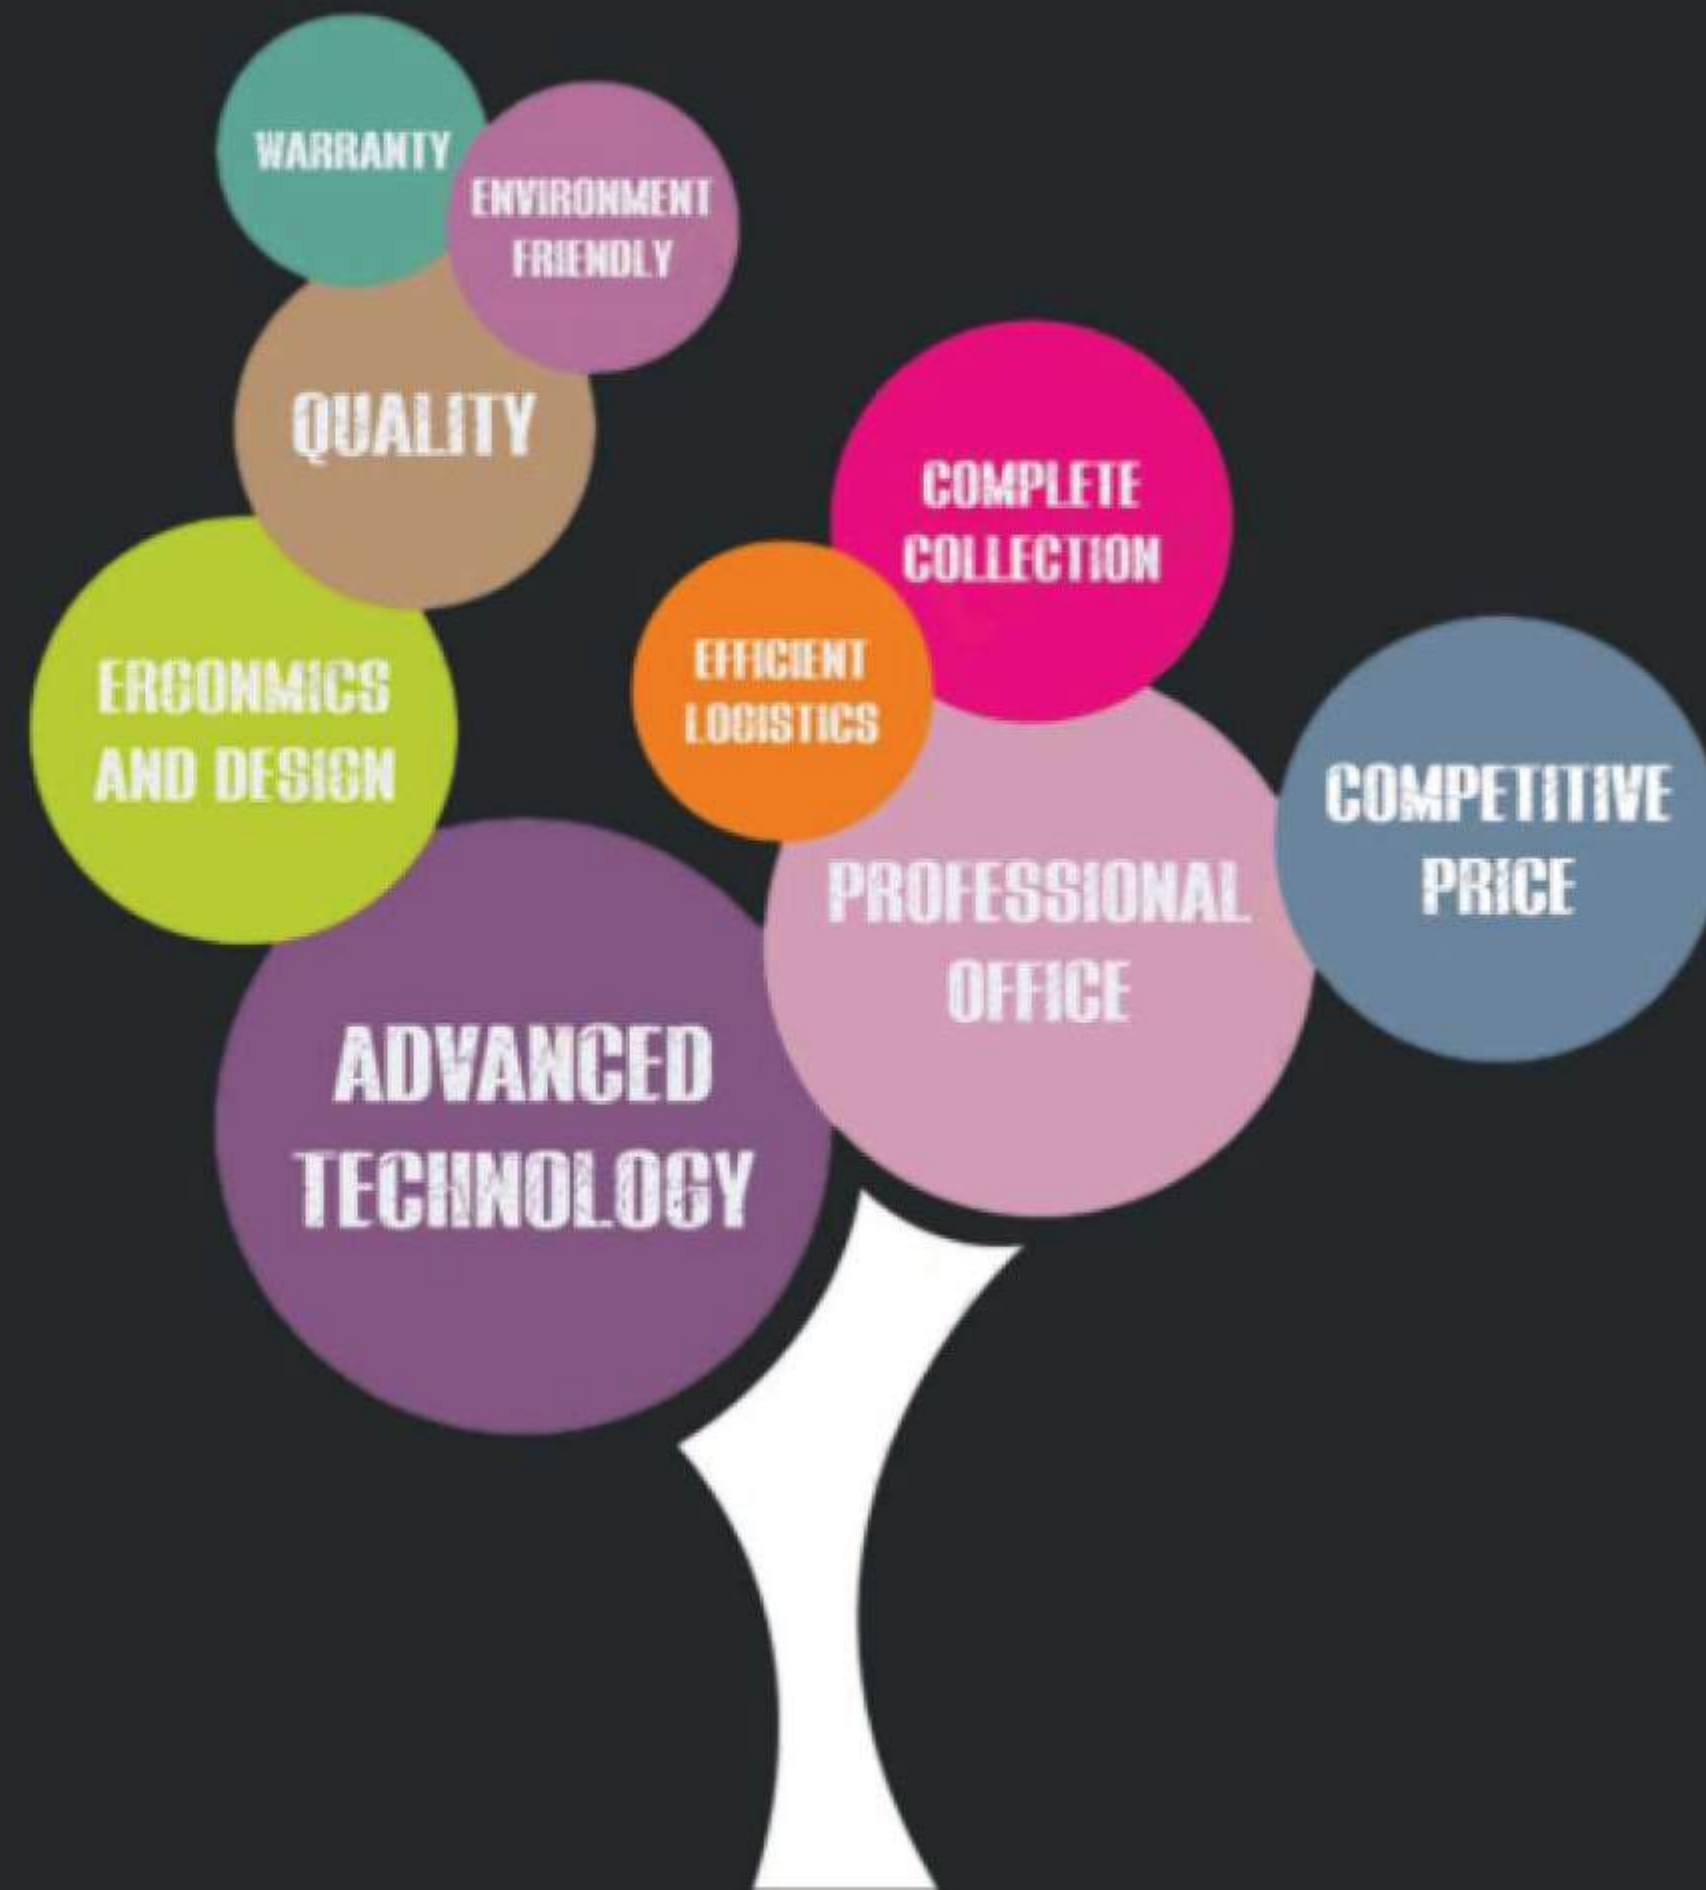 WARRANTY
ENVIRONMENT
FRIENDLY
QUALITY
COMPLETE
COLLECTION
EFFICIENT
LOGISTICS
ERGONMICS
AND DESIGN
COMPETITIVE
PRICE
PROFESSIONAL
OFFICE
ADVANCED
TECHNOLOGY